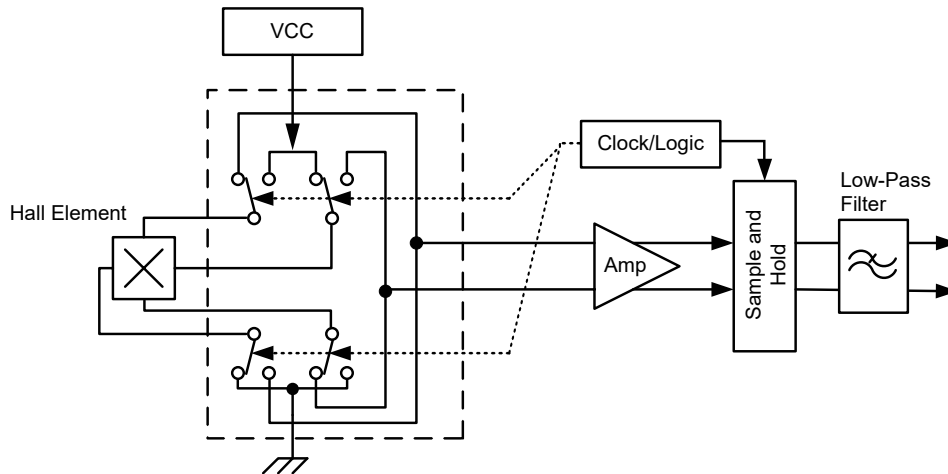 VCC
Clock/Logic
Low-Pass
Filter
Hall Element
Amp
Sample and
Hold